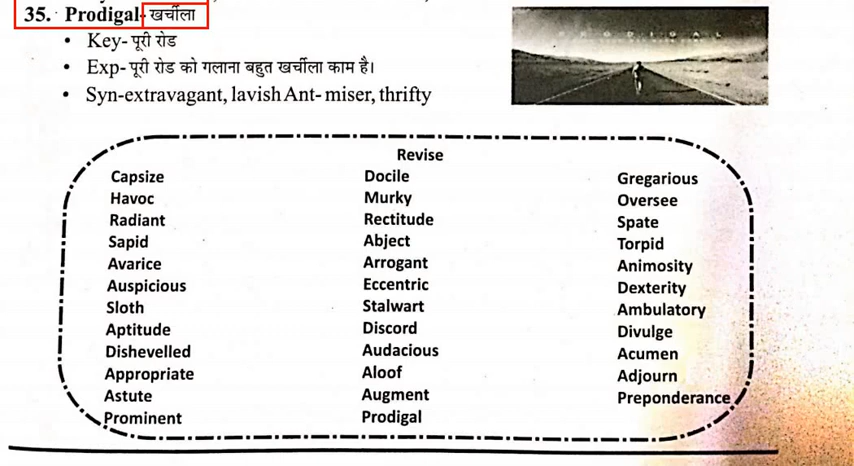 35. Prodigal- खर्चीला
• Key- पूरी रोड
• Exp- पूरी रोड को गलाना बहुत खर्चीला काम है।
• Syn-extravagant, lavish Ant- miser, thrifty
PRODIGAL
Revise
Capsize
Havoc
Radiant
Sapid
Avarice
Auspicious
Sloth
Aptitude
Dishevelled
Appropriate
Astute
Prominent
Docile
Murky
Rectitude
Abject
Arrogant
Eccentric
Stalwart
Discord
Audacious
Aloof
Augment
Prodigal
Gregarious
Oversee
Spate
Torpid
Animosity
Dexterity
Ambulatory
Divulge
Acumen
Adjourn
Preponderance